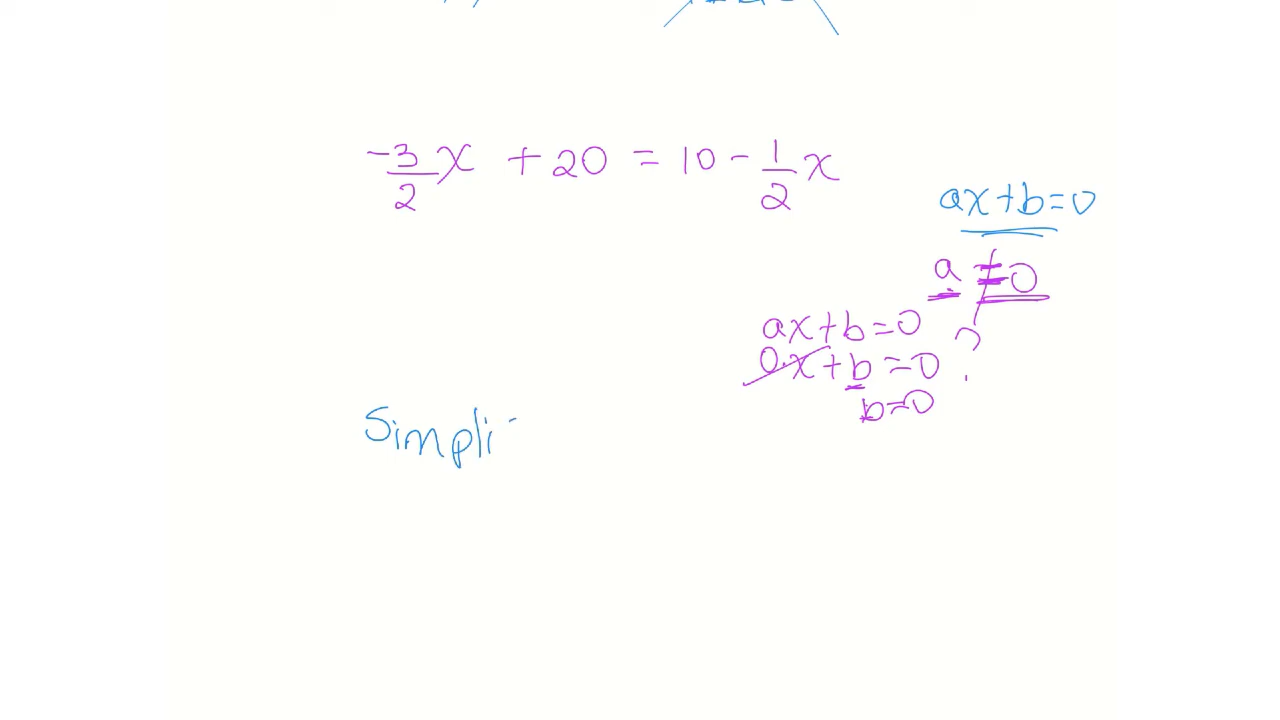 -3/2 x + 20 = 10 - 1/2 x
ax+b=0
a ≠ 0
ax+b=0
0·x+b=0 ?
b=0
Simpli